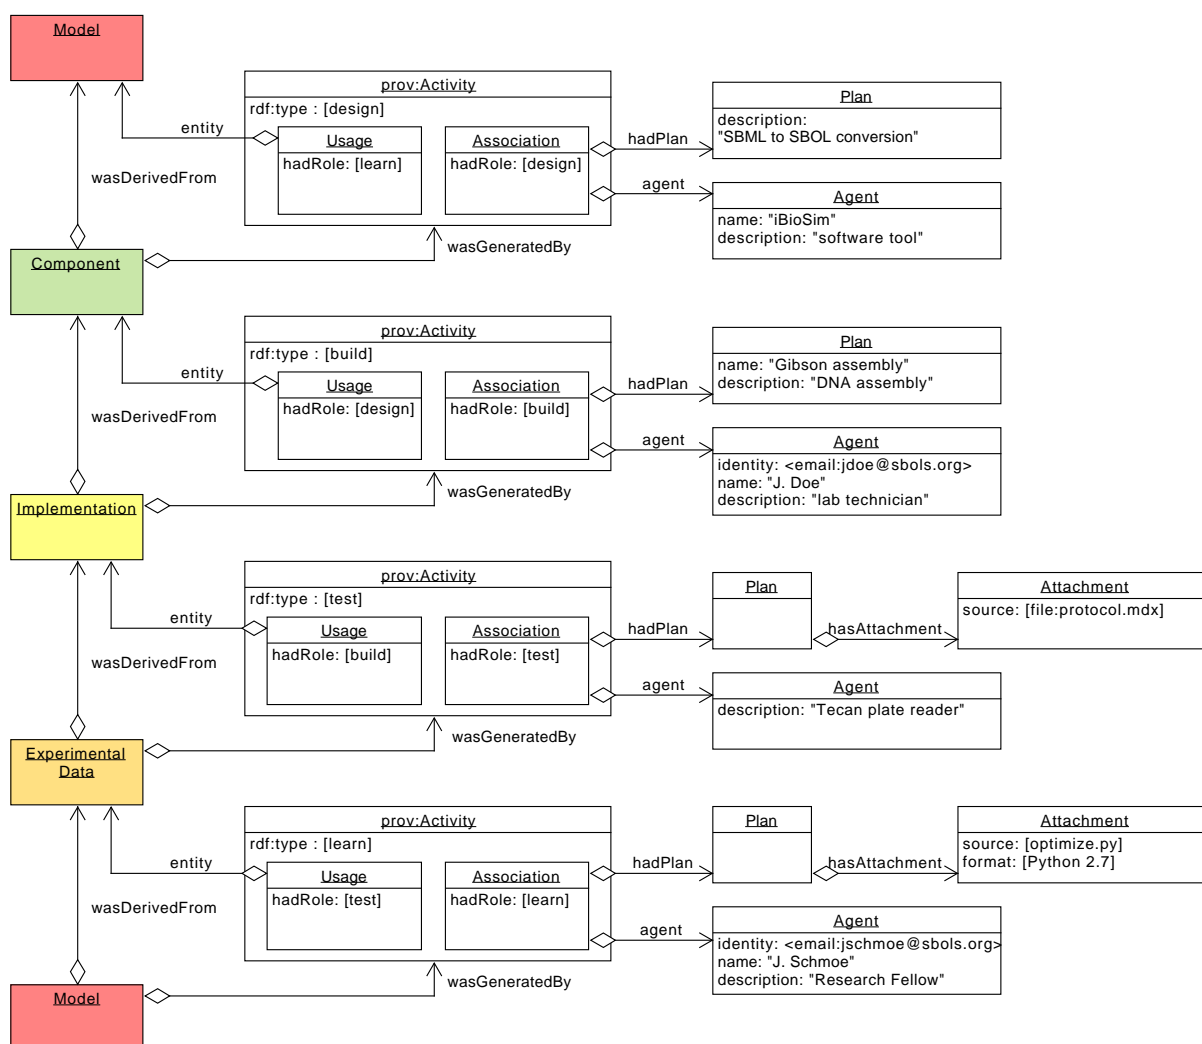 Model
prov:Activity
rdf:type : [design]
entity
Usage
hadRole: [learn]
Association
hadRole: [design]
hadPlan
Plan
description:
"SBML to SBOL conversion"
agent
Agent
name: "iBioSim"
description: "software tool"
wasDerivedFrom
wasGeneratedBy
Component
prov:Activity
rdf:type : [build]
entity
Usage
hadRole: [design]
Association
hadRole: [build]
hadPlan
Plan
name: "Gibson assembly"
description: "DNA assembly"
agent
Agent
identity: <email:jdoe@sbols.org>
name: "J. Doe"
description: "lab technician"
wasDerivedFrom
wasGeneratedBy
Implementation
prov:Activity
rdf:type : [test]
entity
Usage
hadRole: [build]
Association
hadRole: [test]
hadPlan
Plan
hasAttachment
Attachment
source: [file:protocol.mdx]
agent
Agent
description: "Tecan plate reader"
wasDerivedFrom
wasGeneratedBy
Experimental
Data
prov:Activity
rdf:type : [learn]
entity
Usage
hadRole: [test]
Association
hadRole: [learn]
hadPlan
Plan
hasAttachment
Attachment
source: [optimize.py]
format: [Python 2.7]
agent
Agent
identity: <email:jschmoe@sbols.org>
name: "J. Schmoe"
description: "Research Fellow"
wasDerivedFrom
wasGeneratedBy
Model